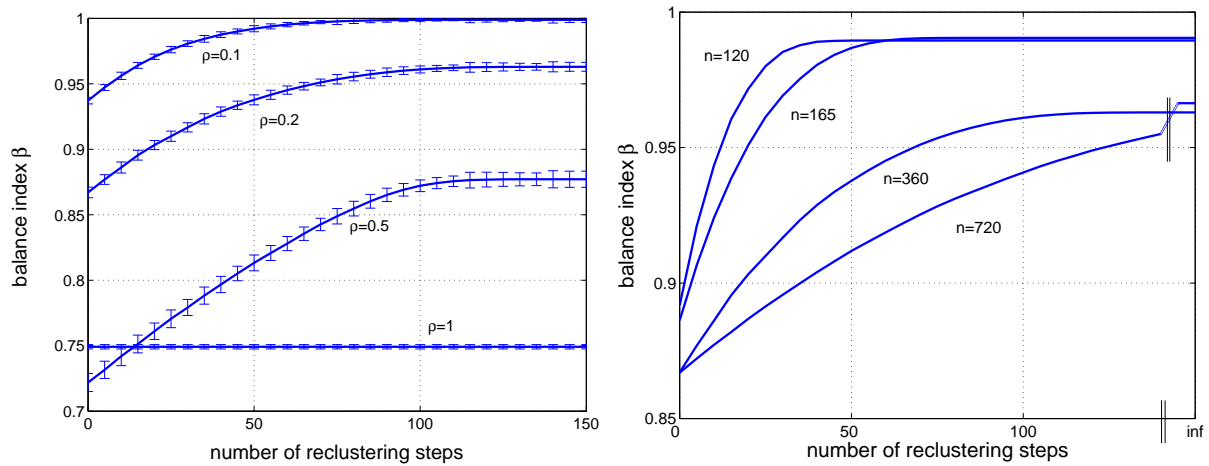 1
0.95
0.9
0.85
0.8
0.75
0.7
balance index β
ρ=0.1
ρ=0.2
ρ=0.5
ρ=1
0
50
100
150
number of reclustering steps
1
0.95
0.9
0.85
balance index β
n=120
n=165
n=360
n=720
0
50
100
inf
number of reclustering steps